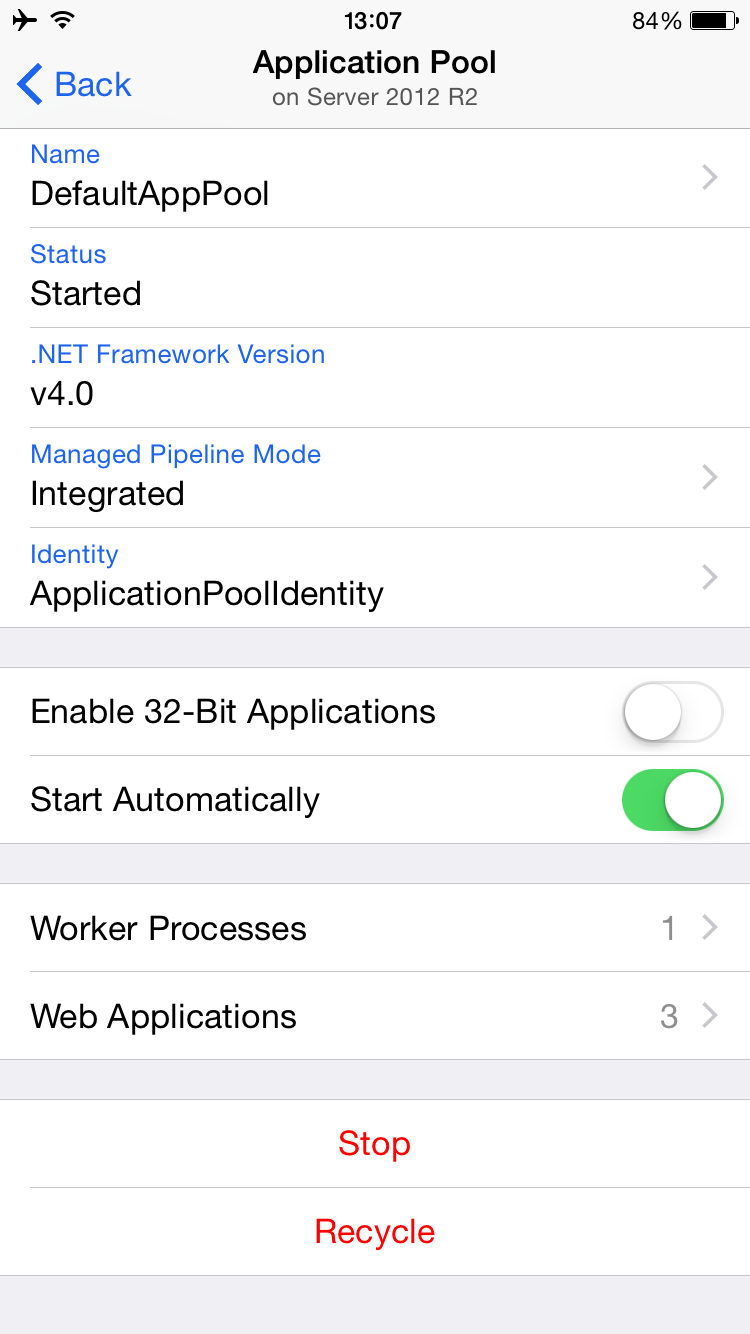 13:07
84%
Back
Application Pool
on Server 2012 R2
Name
DefaultAppPool
Status
Started
.NET Framework Version
v4.0
Managed Pipeline Mode
Integrated
Identity
ApplicationPoolIdentity
Enable 32-Bit Applications
Start Automatically
Worker Processes 1
Web Applications 3
Stop
Recycle